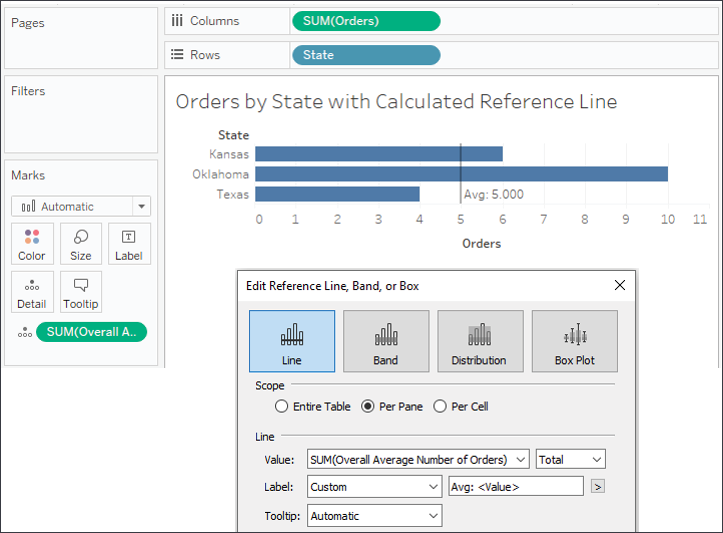 Pages
Columns
SUM(Orders)
Rows
State
Filters
Marks
Automatic
Color
Size
Label
Detail
Tooltip
SUM(Overall A..
Orders by State with Calculated Reference Line
State
Kansas
Oklahoma
Texas
Avg: 5.000
0 1 2 3 4 5 6 7 8 9 10 11
Orders
Edit Reference Line, Band, or Box
Line Band Distribution Box Plot
Scope
Entire Table Per Pane Per Cell
Line
Value: SUM(Overall Average Number of Orders) Total
Label: Custom Avg: <Value> >
Tooltip: Automatic